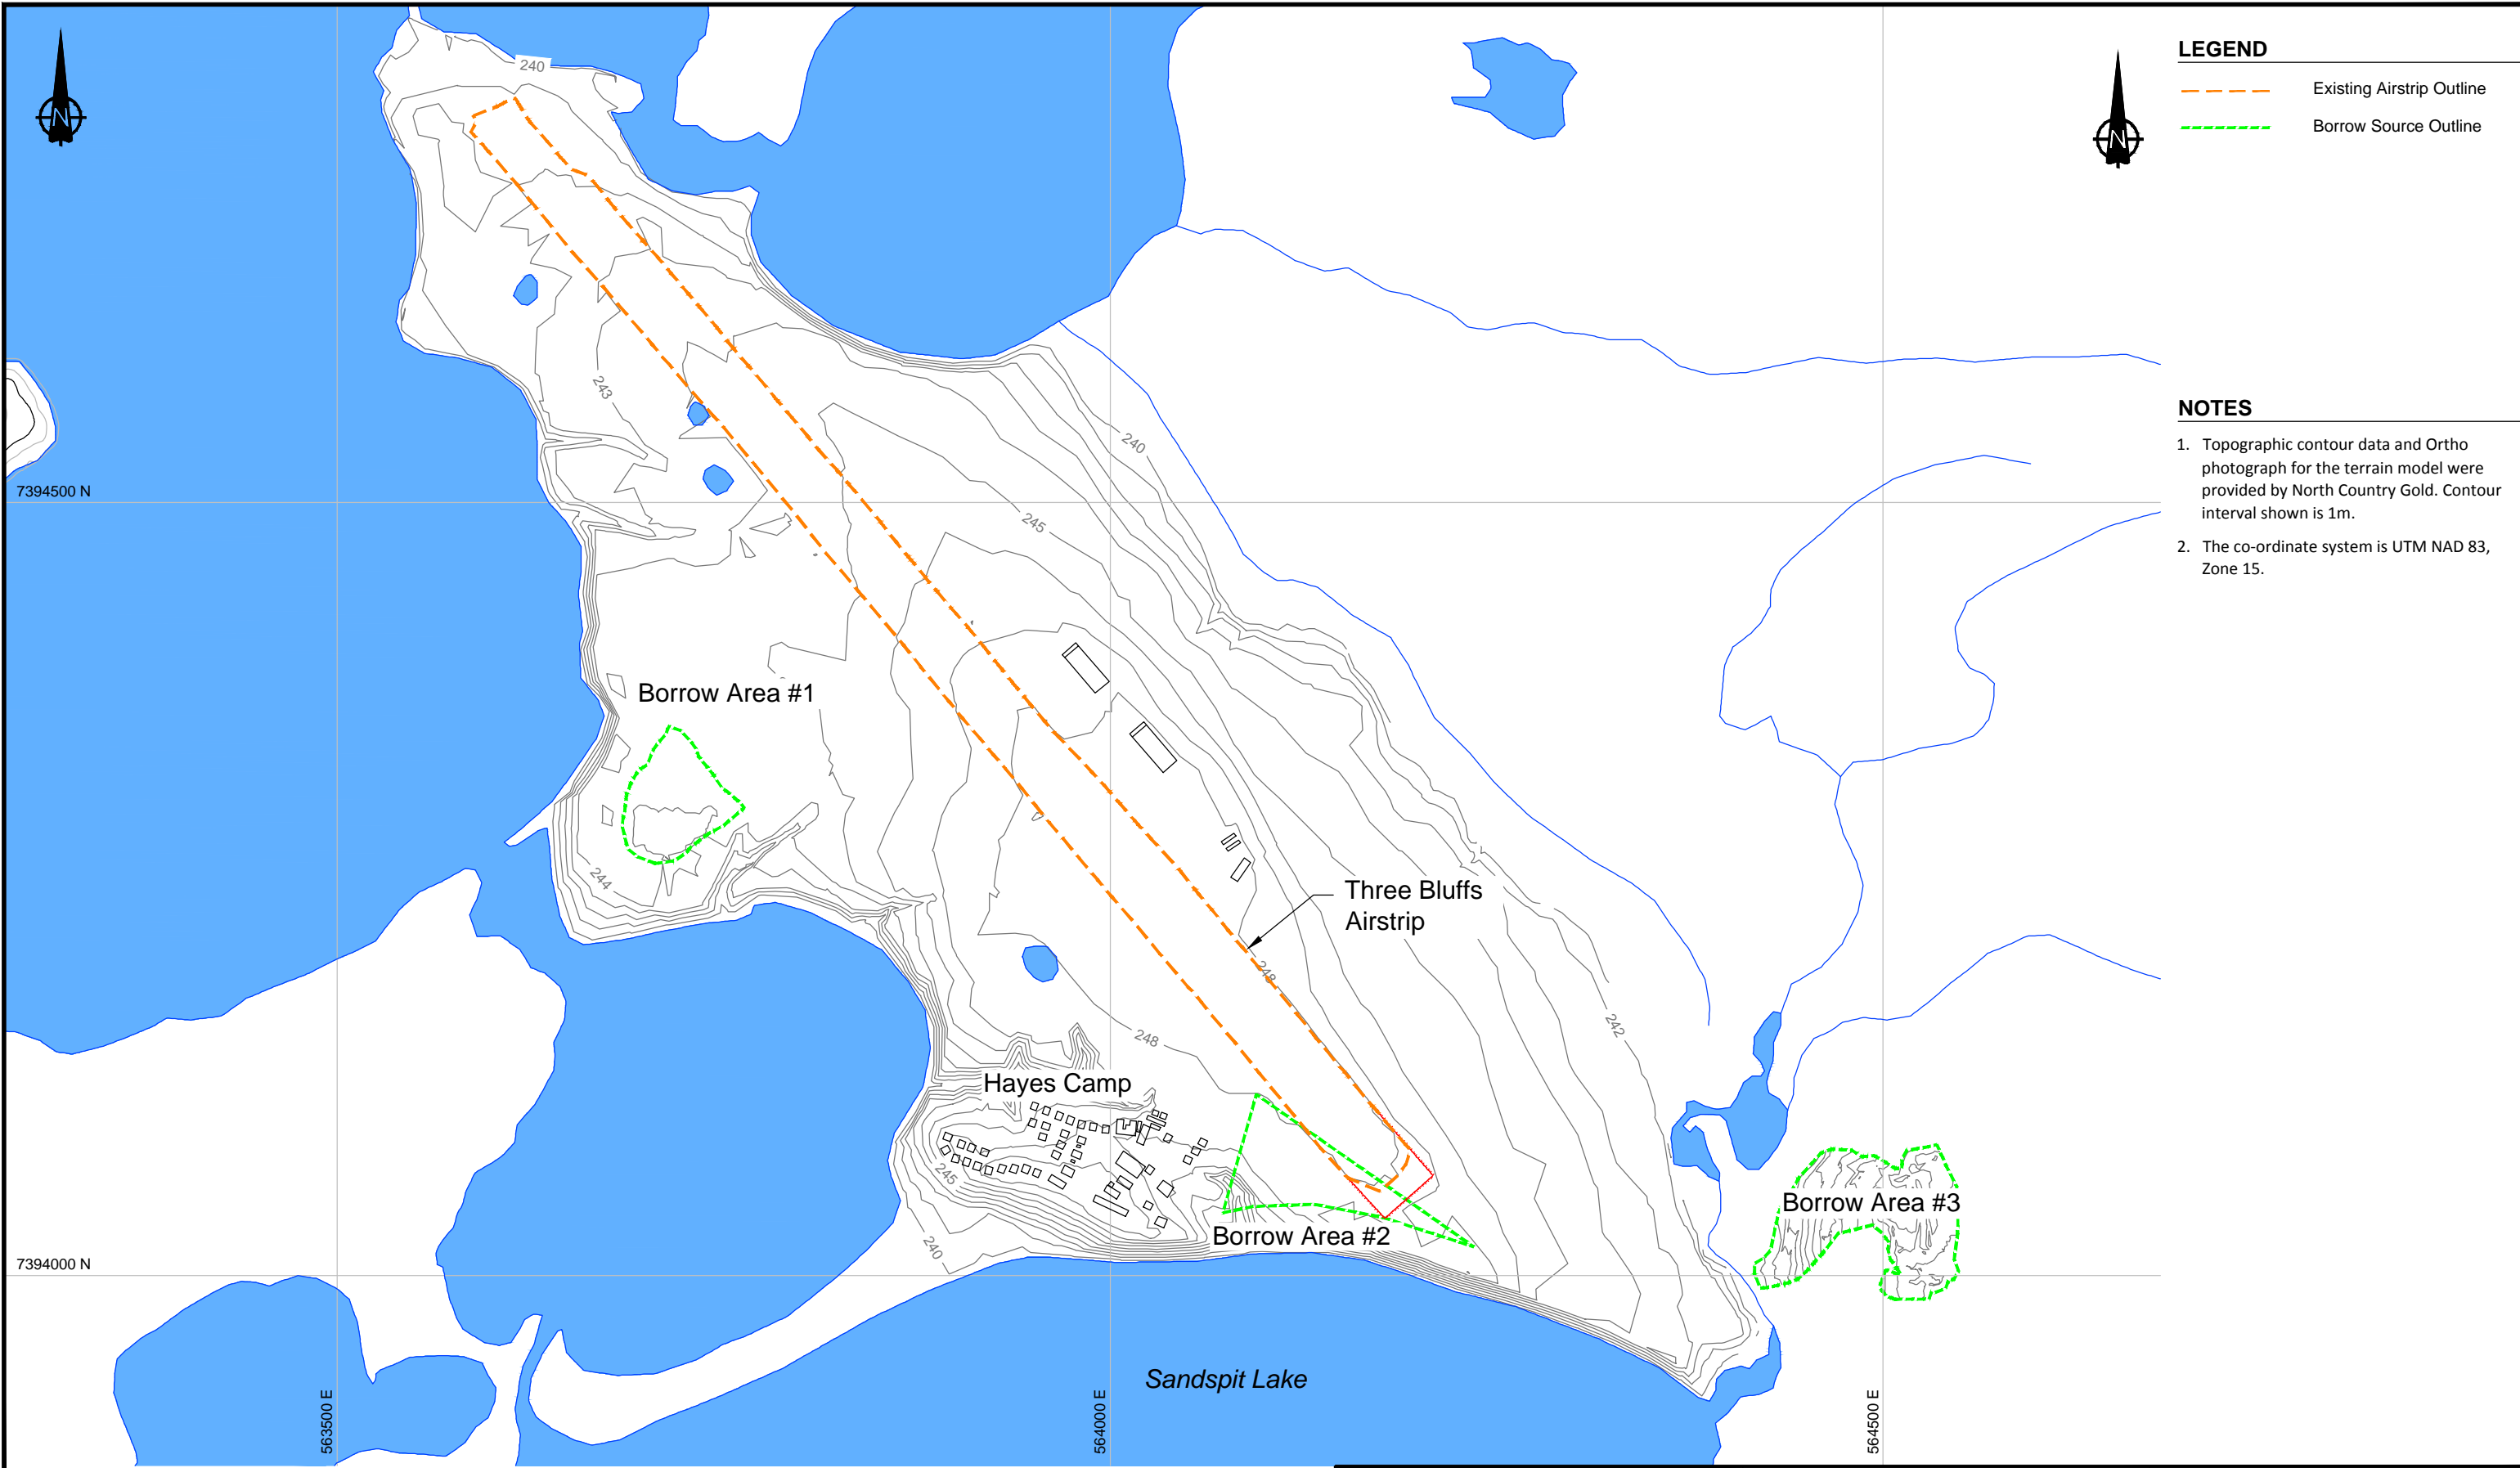 N
240
243
240
7394500 N
245
Borrow Area #1
244
Three Bluffs
Airstrip
248
248
242
Hayes Camp
245
240
Borrow Area #2
Borrow Area #3
7394000 N
Sandspit Lake
563500 E
564000 E
564500 E
N
LEGEND
Existing Airstrip Outline
Borrow Source Outline
NOTES
1. Topographic contour data and Ortho
photograph for the terrain model were
provided by North Country Gold. Contour
interval shown is 1m.
2. The co-ordinate system is UTM NAD 83,
Zone 15.